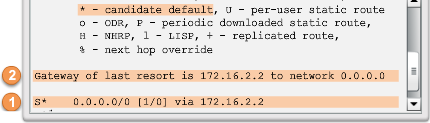 * - candidate default, U - per-user static route
o - ODR, P - periodic downloaded static route,
H - NHRP, l - LISP, + - replicated route,
% - next hop override
2 Gateway of last resort is 172.16.2.2 to network 0.0.0.0
1 S* 0.0.0.0/0 [1/0] via 172.16.2.2